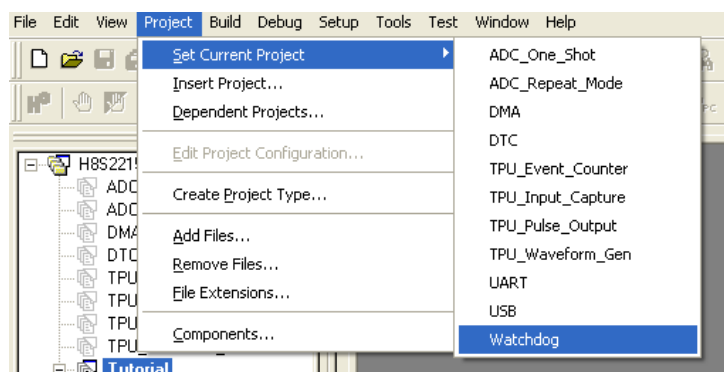 File Edit View Project Build Debug Setup Tools Test Window Help
Set Current Project
Insert Project...
Dependent Projects...
Edit Project Configuration...
Create Project Type...
Add Files...
Remove Files...
File Extensions...
Components...
ADC_One_Shot
ADC_Repeat_Mode
DMA
DTC
TPU_Event_Counter
TPU_Input_Capture
TPU_Pulse_Output
TPU_Waveform_Gen
UART
USB
Watchdog
H8S221
ADC
ADC
DMA
DTC
TPU
TPU
TPU
TPU
Tutorial